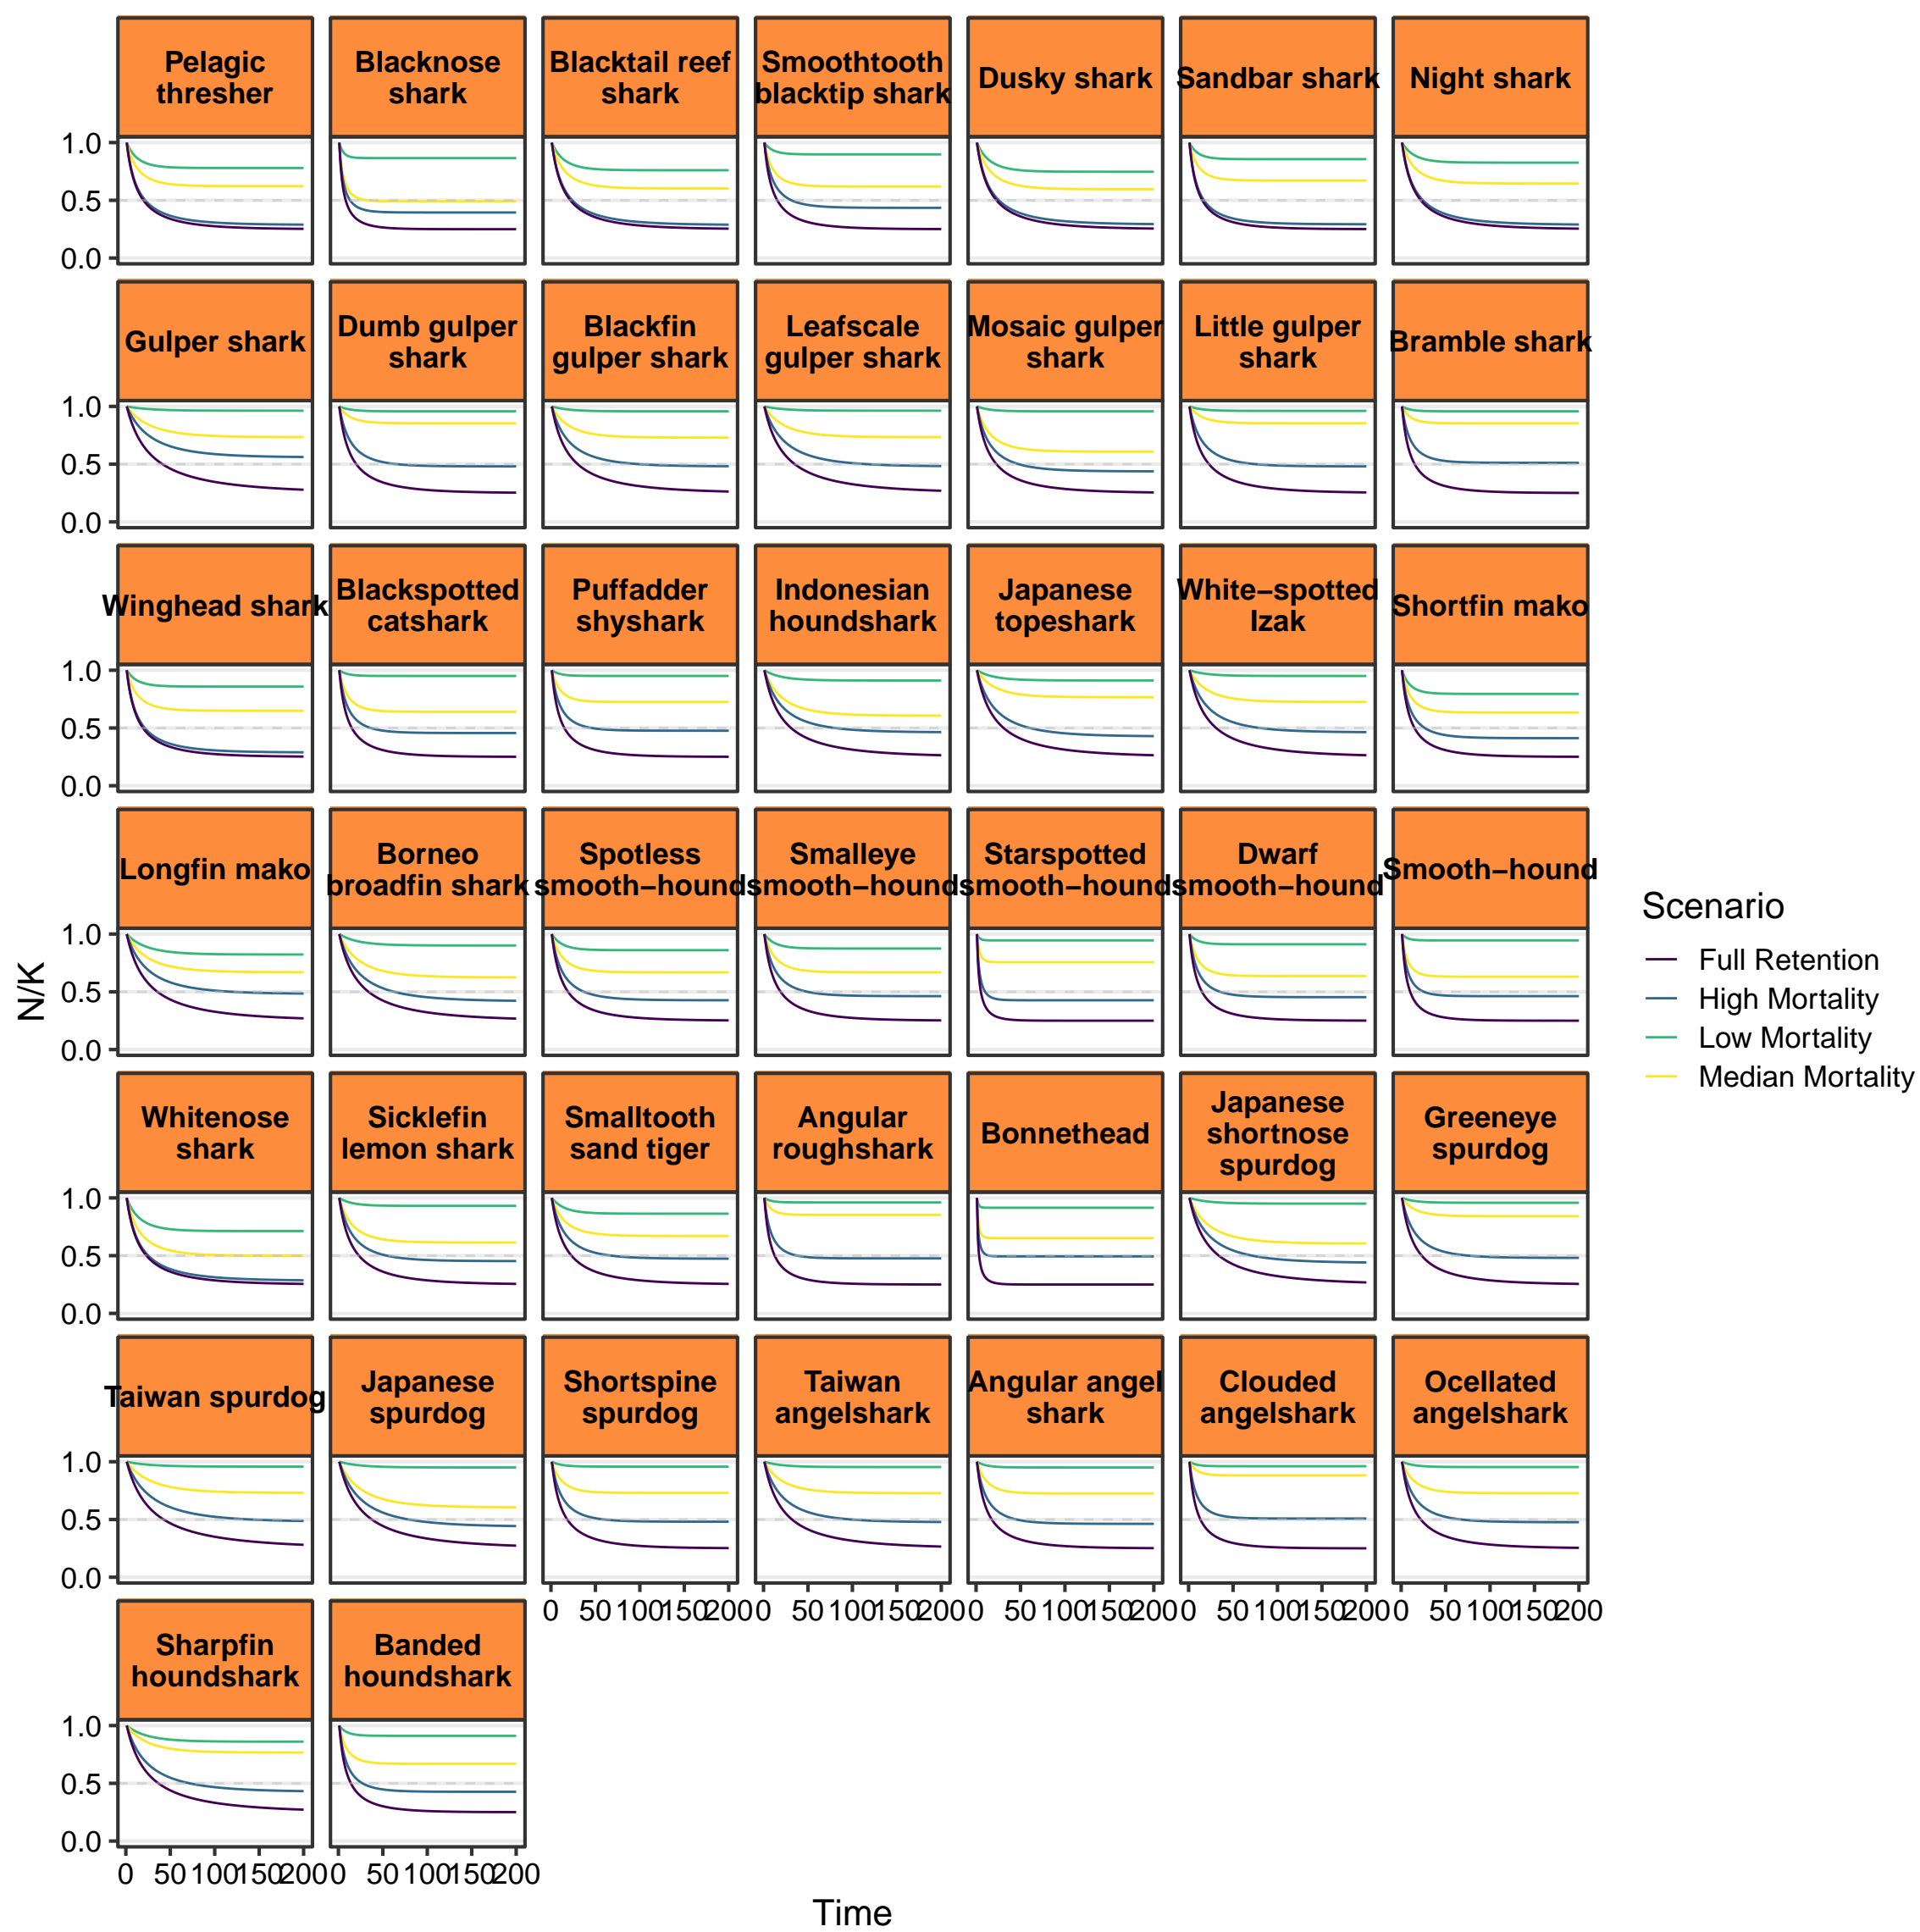 Pelagic
thresher
Blacknose
shark
Blacktail reef
shark
Smoothtooth
blacktip shark
Dusky shark
Sandbar shark
Night shark
1.0
0.5
0.0
Gulper shark
Dumb gulper
shark
Blackfin
gulper shark
Leafscale
gulper shark
Mosaic gulper
shark
Little gulper
shark
Bramble shark
1.0
0.5
0.0
Winghead shark
Blackspotted
catshark
Puffadder
shyshark
Indonesian
houndshark
Japanese
topeshark
White−spotted
Izak
Shortfin mako
1.0
0.5
0.0
Longfin mako
Borneo
broadfin shark
Spotless
smooth−hound
Smalleye
smooth−hound
Starspotted
smooth−hound
Dwarf
smooth−hound
Smooth−hound
1.0
0.5
0.0
Whitenose
shark
Sicklefin
lemon shark
Smalltooth
sand tiger
Angular
roughshark
Bonnethead
Japanese
shortnose
spurdog
Greeneye
spurdog
1.0
0.5
0.0
Taiwan spurdog
Japanese
spurdog
Shortspine
spurdog
Taiwan
angelshark
Angular angel
shark
Clouded
angelshark
Ocellated
angelshark
1.0
0.5
0.0
0 50 100 150 200
0 50 100 150 200
0 50 100 150 200
0 50 100 150 200
0 50 100 150 200
Sharpfin
houndshark
Banded
houndshark
1.0
0.5
0.0
0 50 100 150 200
0 50 100 150 200
Time
N/K
Scenario
Full Retention
High Mortality
Low Mortality
Median Mortality